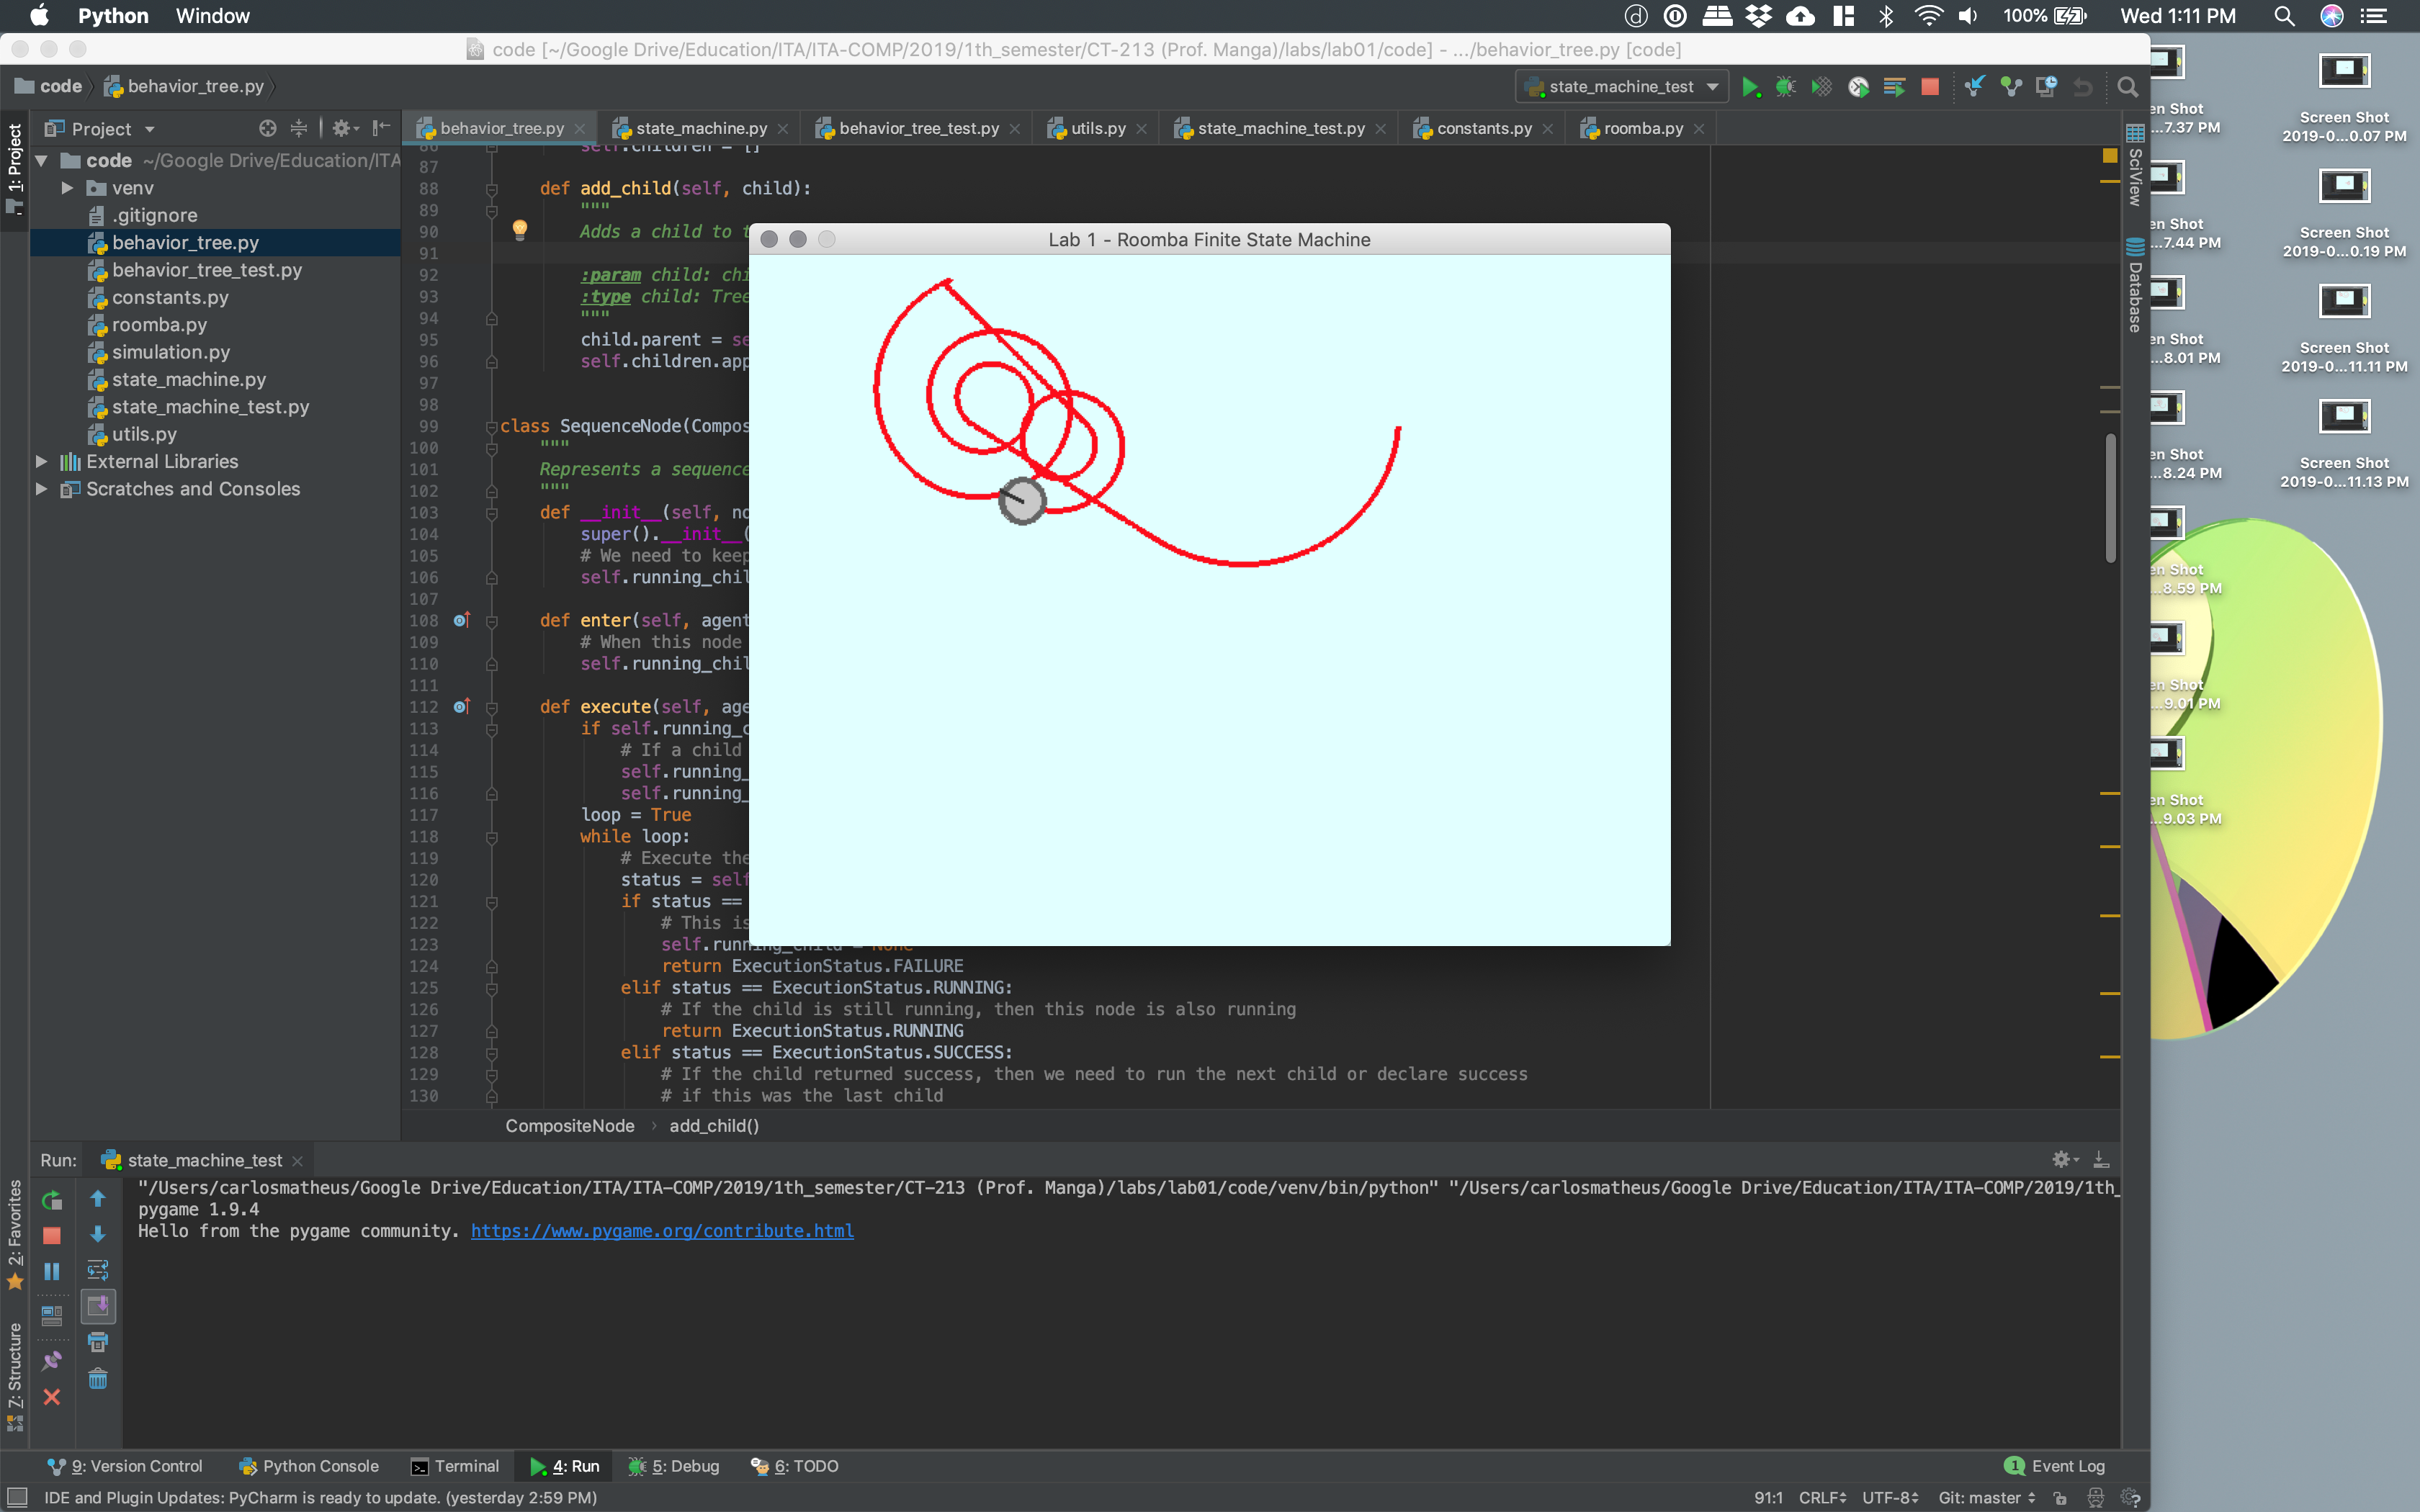 Python Window
100% Wed 1:11 PM
code [~/Google Drive/Education/ITA/ITA-COMP/2019/1th_semester/CT-213 (Prof. Manga)/labs/lab01/code] - .../behavior_tree.py [code]
code behavior_tree.py
state_machine_test
1: Project
Project
behavior_tree.py state_machine.py behavior_tree_test.py utils.py state_machine_test.py constants.py roomba.py
code ~/Google Drive/Education/ITA
venv
.gitignore
behavior_tree.py
behavior_tree_test.py
constants.py
roomba.py
simulation.py
state_machine.py
state_machine_test.py
utils.py
External Libraries
Scratches and Consoles
86 self.children = []
87
88 def add_child(self, child):
89 """
90 Adds a child to t
91
92 :param child: chi
93 :type child: Tree
94 """
95 child.parent = se
96 self.children.app
97
98
99 class SequenceNode(Compos
100 """
101 Represents a sequence
102 """
103 def __init__(self, no
104 super().__init__(
105 # We need to keep
106 self.running_chil
107
108 def enter(self, agent
109 # When this node
110 self.running_chil
111
112 def execute(self, age
113 if self.running_c
114 # If a child
115 self.running_
116 self.running_
117 loop = True
118 while loop:
119 # Execute the
120 status = self
121 if status ==
122 # This is
123 self.running_child = None
124 return ExecutionStatus.FAILURE
125 elif status == ExecutionStatus.RUNNING:
126 # If the child is still running, then this node is also running
127 return ExecutionStatus.RUNNING
128 elif status == ExecutionStatus.SUCCESS:
129 # If the child returned success, then we need to run the next child or declare success
130 # if this was the last child
Lab 1 - Roomba Finite State Machine
CompositeNode add_child()
SciView
Database
en Shot
...7.37 PM
en Shot
...7.44 PM
en Shot
...8.01 PM
en Shot
...8.24 PM
en Shot
...8.59 PM
en Shot
...9.01 PM
en Shot
...9.03 PM
Screen Shot
2019-0...0.07 PM
Screen Shot
2019-0...0.19 PM
Screen Shot
2019-0...11.11 PM
Screen Shot
2019-0...11.13 PM
Run: state_machine_test
"/Users/carlosmatheus/Google Drive/Education/ITA/ITA-COMP/2019/1th_semester/CT-213 (Prof. Manga)/labs/lab01/code/venv/bin/python" "/Users/carlosmatheus/Google Drive/Education/ITA/ITA-COMP/2019/1th_
pygame 1.9.4
Hello from the pygame community. https://www.pygame.org/contribute.html
2: Favorites
7: Structure
9: Version Control Python Console Terminal 4: Run 5: Debug 6: TODO 1 Event Log
IDE and Plugin Updates: PyCharm is ready to update. (yesterday 2:59 PM) 91:1 CRLF UTF-8 Git: master